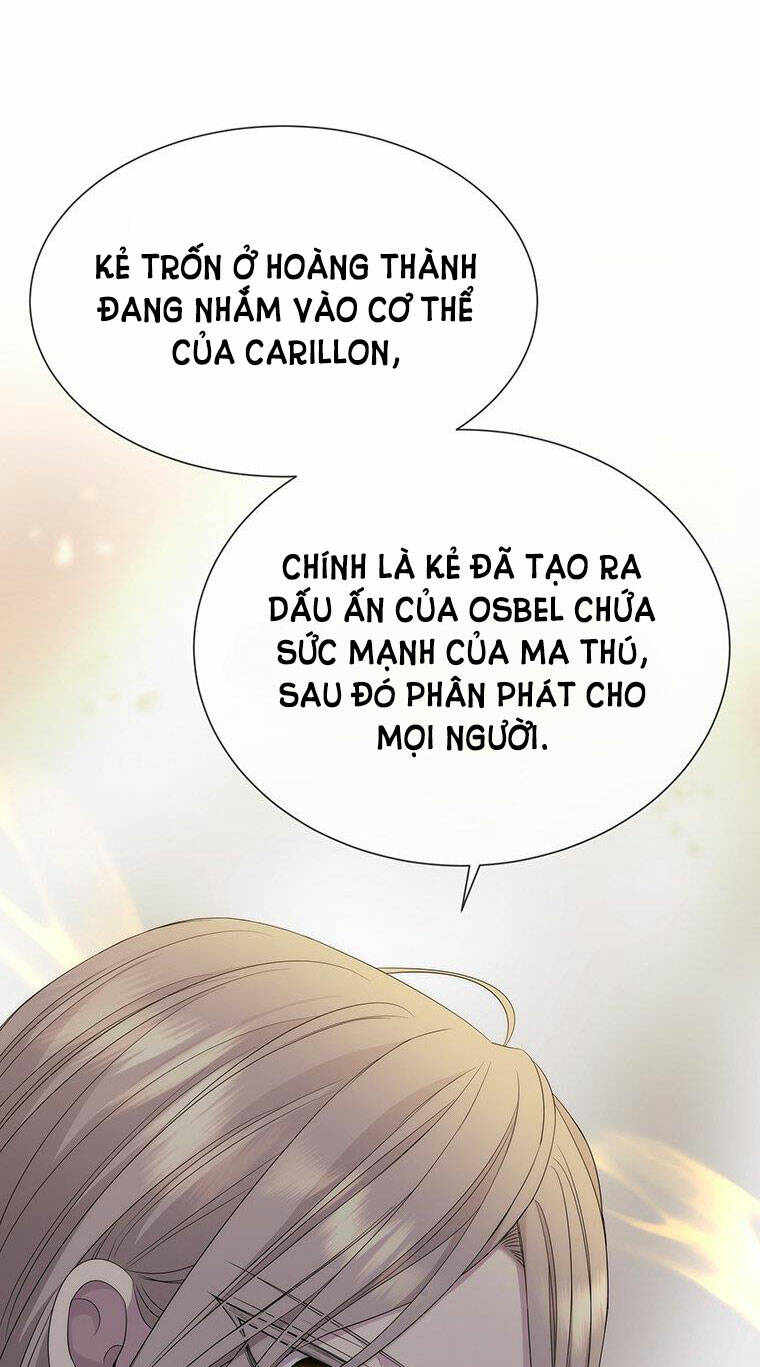 KẺ TRỐN Ở HOÀNG THÀNH
ĐANG NHẮM VÀO CƠ THỂ
CỦA CARILLON,
CHÍNH LÀ KẺ ĐÃ TẠO RA
DẤU ẤN CỦA OSBEL CHỨA
SỨC MẠNH CỦA MA THÚ,
SAU ĐÓ PHÂN PHÁT CHO
MỌI NGƯỜI.